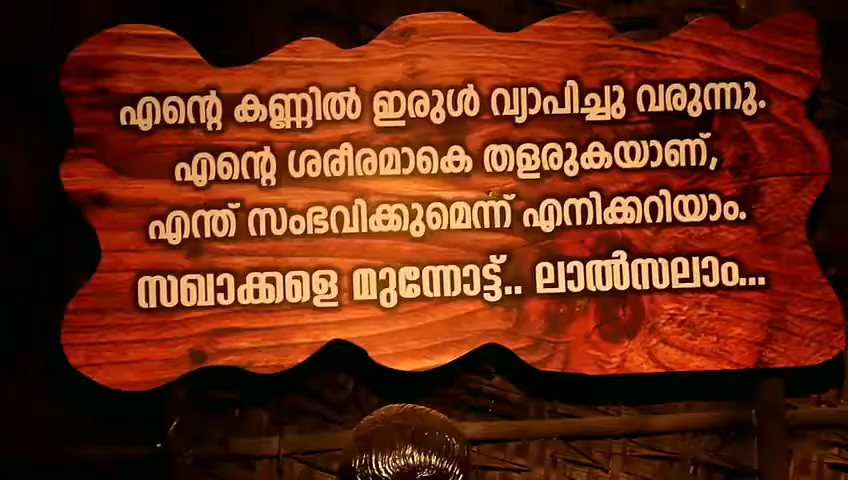 എന്റെ കണ്ണിൽ ഇരുൾ വ്യാപിച്ചു വരുന്നു.
എന്റെ ശരീരമാകെ തളരുകയാണ്,
എന്ത് സംഭവിക്കുമെന്ന് എനിക്കറിയാം.
സഖാക്കളെ മുന്നോട്ട്.. ലാൽസലാം...